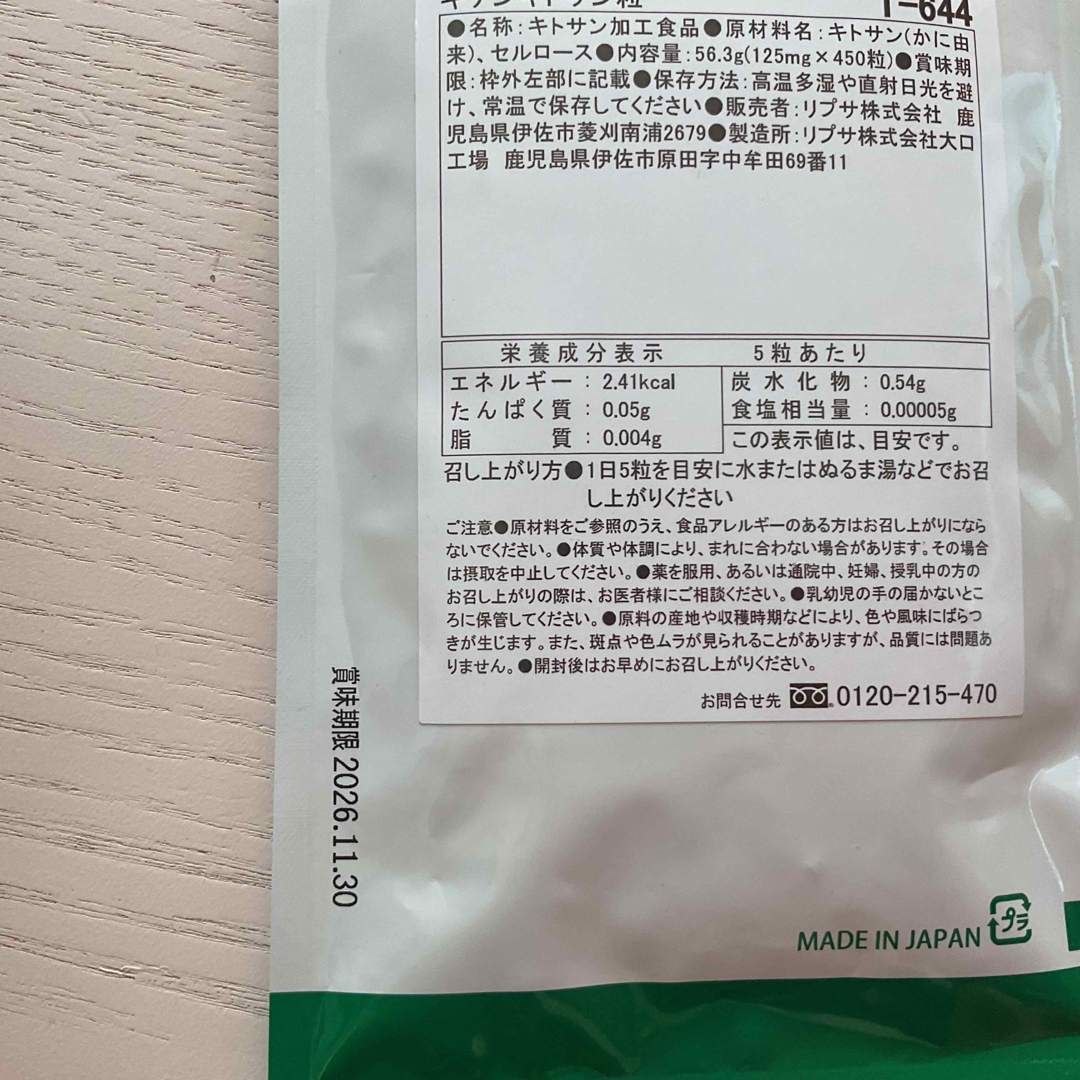 キチンキトサン粒 T-644
●名称:キトサン加工食品●原材料名:キトサン(かに由
来)、セルロース●内容量:56.3g(125mg×450粒)●賞味期
限:枠外左部に記載●保存方法:高温多湿や直射日光を避
け、常温で保存してください●販売者:リプサ株式会社 鹿
児島県伊佐市菱刈南浦2679●製造所:リプサ株式会社大口
工場 鹿児島県伊佐市原田字中牟田69番11
栄養成分表示 5粒あたり
エネルギー:2.41kcal 炭水化物:0.54g
たんぱく質:0.05g 食塩相当量:0.00005g
脂質:0.004g この表示値は、目安です。
召し上がり方●1日5粒を目安に水またはぬるま湯などでお召
し上がりください
ご注意●原材料をご参照のうえ、食品アレルギーのある方はお召し上がりになら
ないでください。●体質や体調により、まれに合わない場合があります。その場合
は摂取を中止してください。●薬を服用、あるいは通院中、妊婦、授乳中の方の
お召し上がりの際は、お医者様にご相談ください。●乳幼児の手の届かないとこ
ろに保管してください。●原料の産地や収穫時期などにより、色や風味にばらつ
きが生じます。また、斑点や色ムラが見られることがありますが、品質には問題あ
りません。●開封後はお早めにお召し上がりください。
お問合せ先 0120-215-470
賞味期限 2026.11.30
MADE IN JAPAN プラ